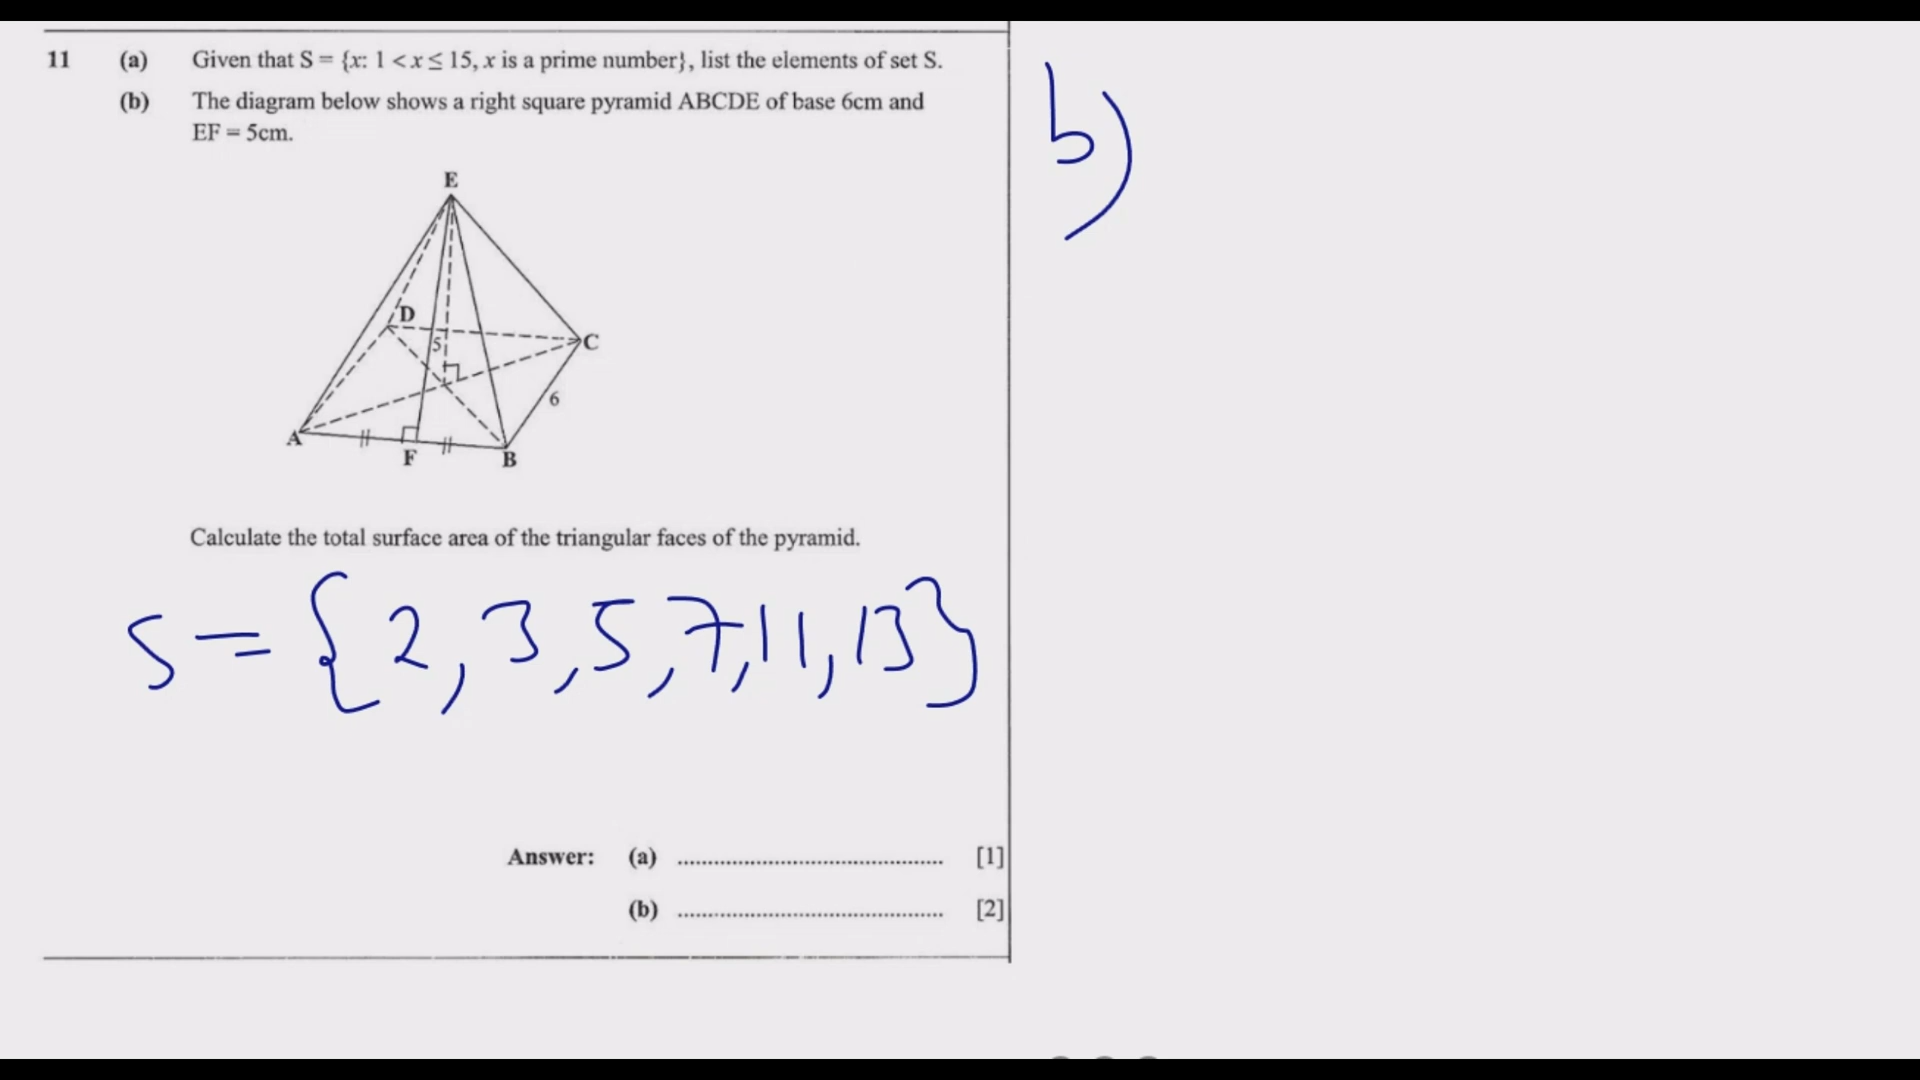 11 (a) Given that S = {x: 1 < x ≤ 15, x is a prime number}, list the elements of set S.
(b) The diagram below shows a right square pyramid ABCDE of base 6cm and
EF = 5cm.
b)
E
D
5
C
6
A
F
B
Calculate the total surface area of the triangular faces of the pyramid.
S = {2, 3, 5, 7, 11, 13}
Answer: (a) ............................................ [1]
(b) ............................................ [2]